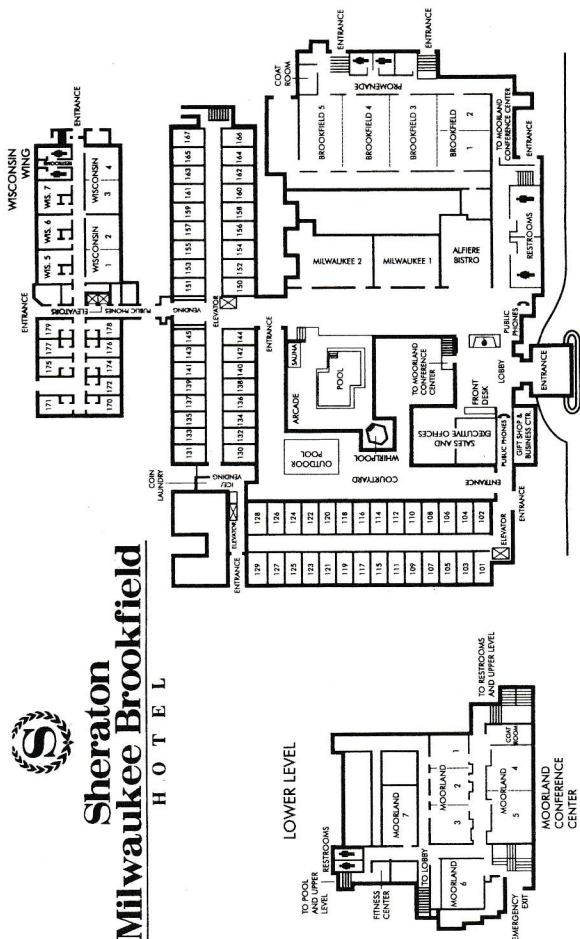 Sheraton
Milwaukee Brookfield
HOTEL
WISCONSIN
WING
ENTRANCE
ENTRANCE
WIS. 5
WIS. 6
WIS. 7
WISCONSIN
1 2
WISCONSIN
3 4
ELEVATORS
PUBLIC PHONES
171
175
177
179
170
172
174
176
178
VENDING
ELEVATOR
131
133
135
137
139
141
143
145
151
153
155
157
159
161
163
165
167
130
132
134
136
138
140
142
144
150
152
154
156
158
160
162
164
166
COIN
LAUNDRY
ICE/
VENDING
ELEVATOR
ENTRANCE
129
127
125
123
121
119
117
115
111
109
107
105
103
101
128
126
124
122
120
118
116
114
112
110
108
106
104
102
ELEVATOR
ENTRANCE
ENTRANCE
COURTYARD
OUTDOOR
POOL
WHIRLPOOL
ARCADE
SAUNA
POOL
ENTRANCE
TO MOORLAND
CONFERENCE
CENTER
SALES AND
EXECUTIVE OFFICES
FRONT
DESK
PUBLIC PHONES
GIFT SHOP &
BUSINESS CTR.
LOBBY
PUBLIC
PHONES
ENTRANCE
MILWAUKEE 2
MILWAUKEE 1
ALFIERE
BISTRO
RESTROOMS
COAT
ROOM
PROMENADE
BROOKFIELD 5
BROOKFIELD 4
BROOKFIELD 3
BROOKFIELD
1 2
ENTRANCE
ENTRANCE
TO MOORLAND
CONFERENCE CENTER
ENTRANCE
LOWER LEVEL
TO POOL
AND UPPER
LEVEL
RESTROOMS
FITNESS
CENTER
TO LOBBY
MOORLAND
7
MOORLAND
3 2 1
MOORLAND
6
MOORLAND
5 4
COAT
ROOM
TO RESTROOMS
AND UPPER LEVEL
EMERGENCY
EXIT
MOORLAND
CONFERENCE
CENTER